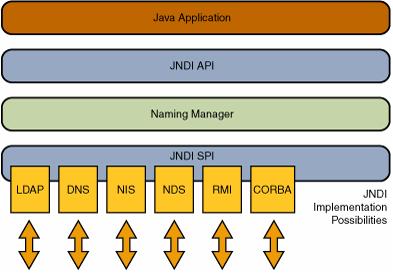 Java Application
JNDI API
Naming Manager
JNDI SPI
LDAP
DNS
NIS
NDS
RMI
CORBA
JNDI
Implementation
Possibilities